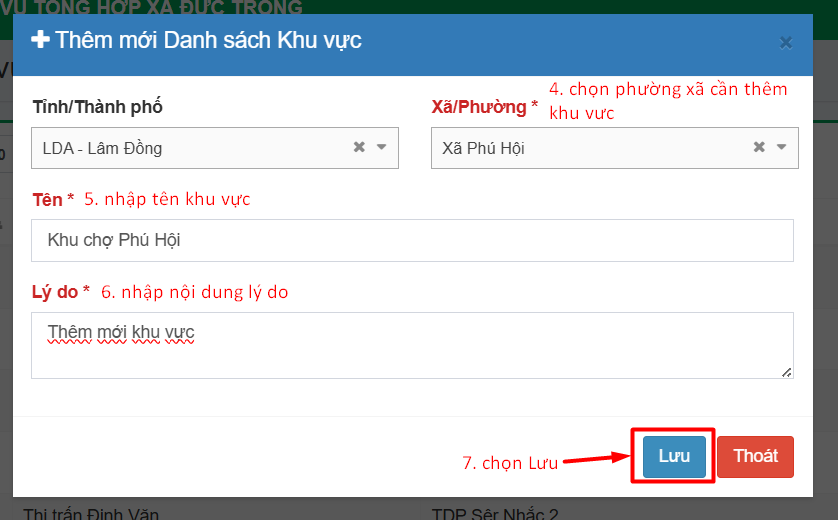 VỤ TỔNG HỢP XÃ ĐỨC TRỌNG
Thêm mới Danh sách Khu vực ×
Tỉnh/Thành phố
Xã/Phường * 4. chọn phường xã cần thêm
khu vưc
LDA - Lâm Đồng
Xã Phú Hội
Tên * 5. nhập tên khu vực
Khu chợ Phú Hội
Lý do * 6. nhập nội dung lý do
Thêm mới khu vực
7. chọn Lưu
Lưu
Thoát
Thị trấn Đinh Văn
TDP Sêr Nhắc 2